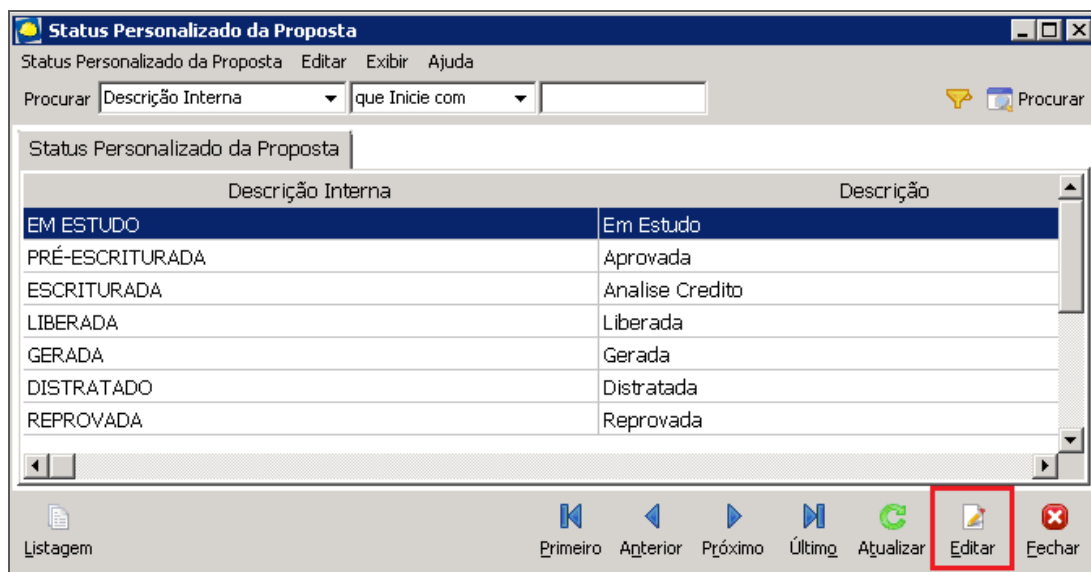 Status Personalizado da Proposta
Status Personalizado da Proposta Editar Exibir Ajuda
Procurar Descrição Interna que Inicie com Procurar
Status Personalizado da Proposta
Descrição Interna Descrição
EM ESTUDO Em Estudo
PRÉ-ESCRITURADA Aprovada
ESCRITURADA Analise Credito
LIBERADA Liberada
GERADA Gerada
DISTRATADO Distratada
REPROVADA Reprovada
Listagem Primeiro Anterior Próximo Último Atualizar Editar Fechar